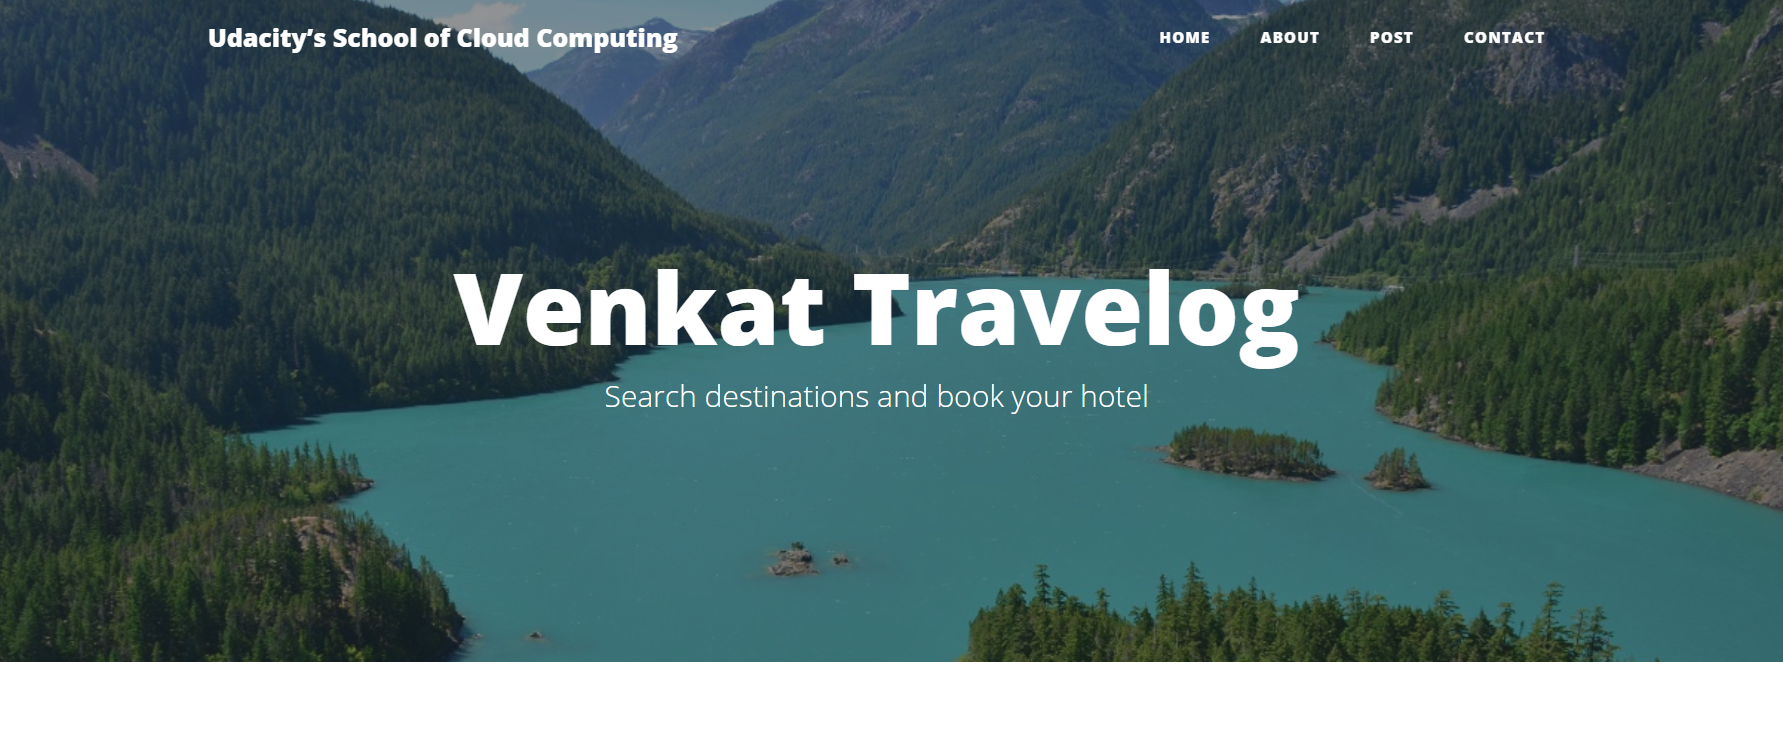 Udacity’s School of Cloud Computing
HOME ABOUT POST CONTACT
Venkat Travelog
Search destinations and book your hotel